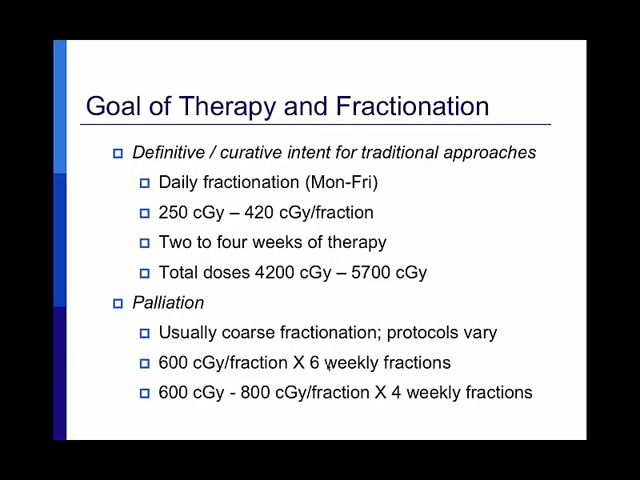 Goal of Therapy and Fractionation
Definitive / curative intent for traditional approaches
Daily fractionation (Mon-Fri)
250 cGy – 420 cGy/fraction
Two to four weeks of therapy
Total doses 4200 cGy – 5700 cGy
Palliation
Usually coarse fractionation; protocols vary
600 cGy/fraction X 6 weekly fractions
600 cGy - 800 cGy/fraction X 4 weekly fractions